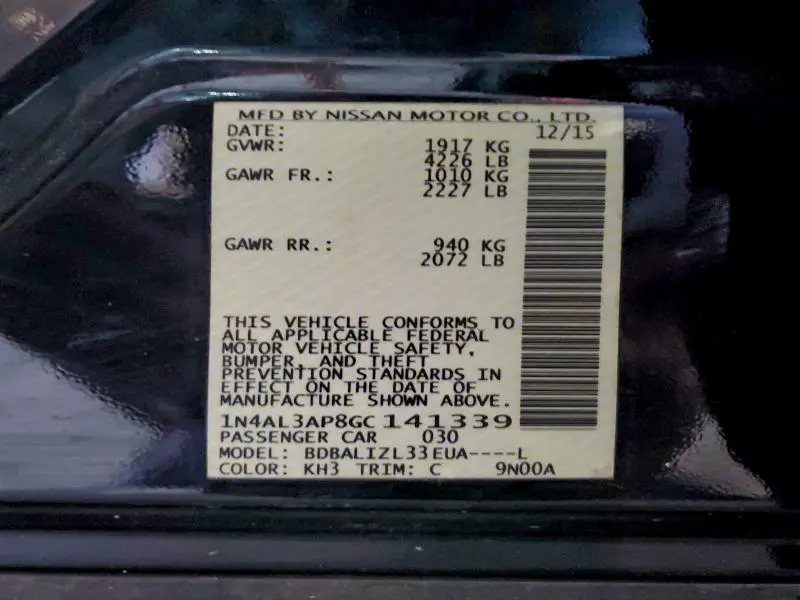 MFD BY NISSAN MOTOR CO., LTD.
DATE: 12/15
GVWR: 1917 KG
4226 LB
GAWR FR.: 1010 KG
2227 LB
GAWR RR.: 940 KG
2072 LB
THIS VEHICLE CONFORMS TO
ALL APPLICABLE FEDERAL
MOTOR VEHICLE SAFETY,
BUMPER, AND THEFT
PREVENTION STANDARDS IN
EFFECT ON THE DATE OF
MANUFACTURE SHOWN ABOVE.
1N4AL3AP8GC 141339
PASSENGER CAR 030
MODEL: BDBALIZL33EUA----L
COLOR: KH3 TRIM: C 9N00A